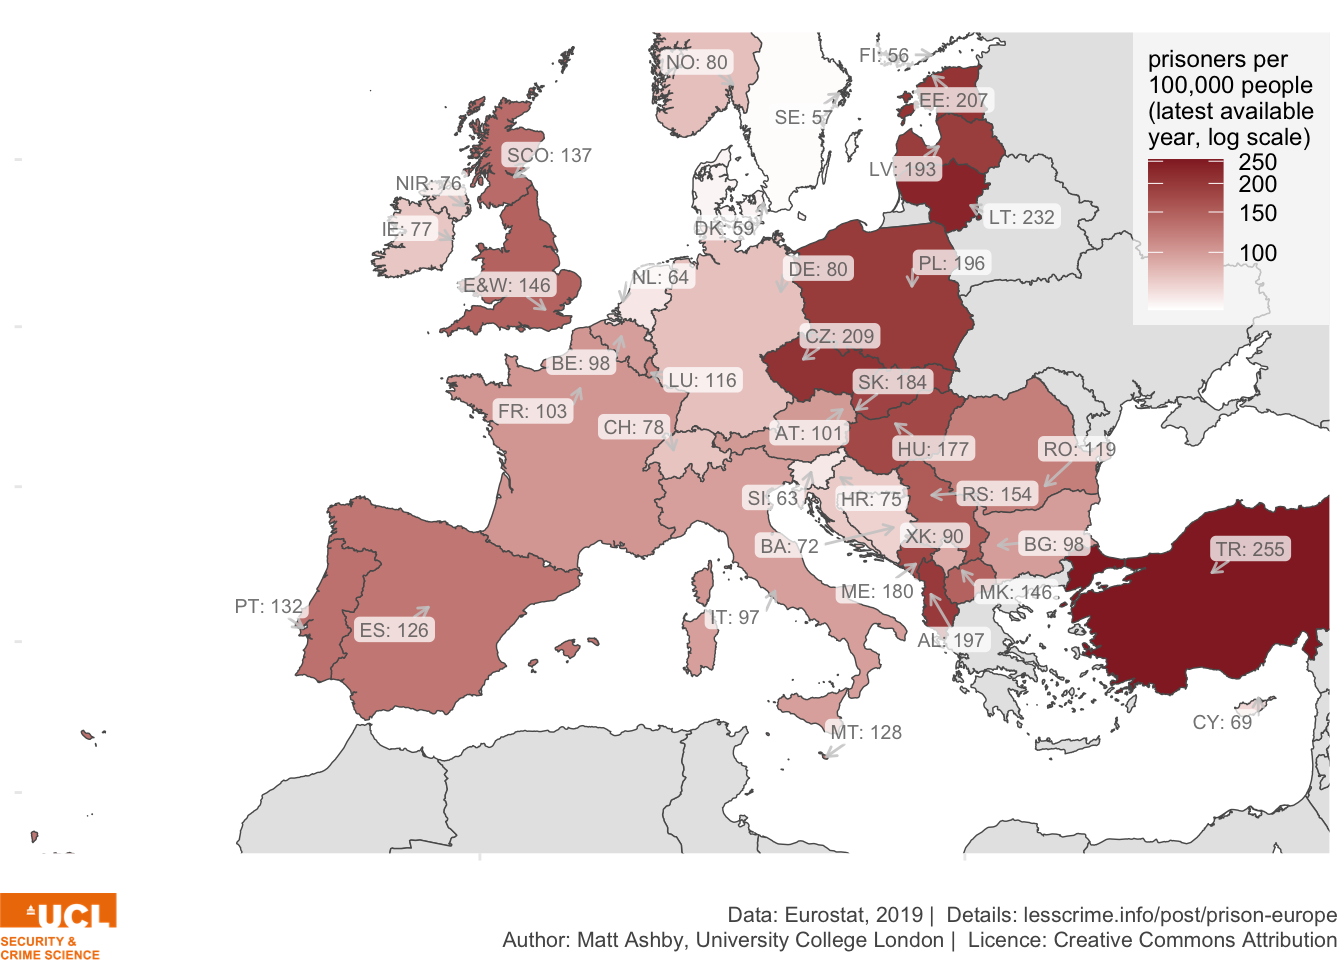 prisoners per
100,000 people
(latest available
year, log scale)
250
200
150
100
FI: 56
NO: 80
EE: 207
SE: 57
SCO: 137
LV: 193
NIR: 76
LT: 232
IE: 77
DK: 59
PL: 196
DE: 80
NL: 64
E&W: 146
CZ: 209
BE: 98
LU: 116
SK: 184
FR: 103
CH: 78
AT: 101
HU: 177
RO: 119
SI: 63
HR: 75
RS: 154
XK: 90
BA: 72
BG: 98
TR: 255
ME: 180
MK: 146
PT: 132
IT: 97
ES: 126
AL: 197
CY: 69
MT: 128
UCL
SECURITY &
CRIME SCIENCE
Data: Eurostat, 2019 | Details: lesscrime.info/post/prison-europe
Author: Matt Ashby, University College London | Licence: Creative Commons Attribution